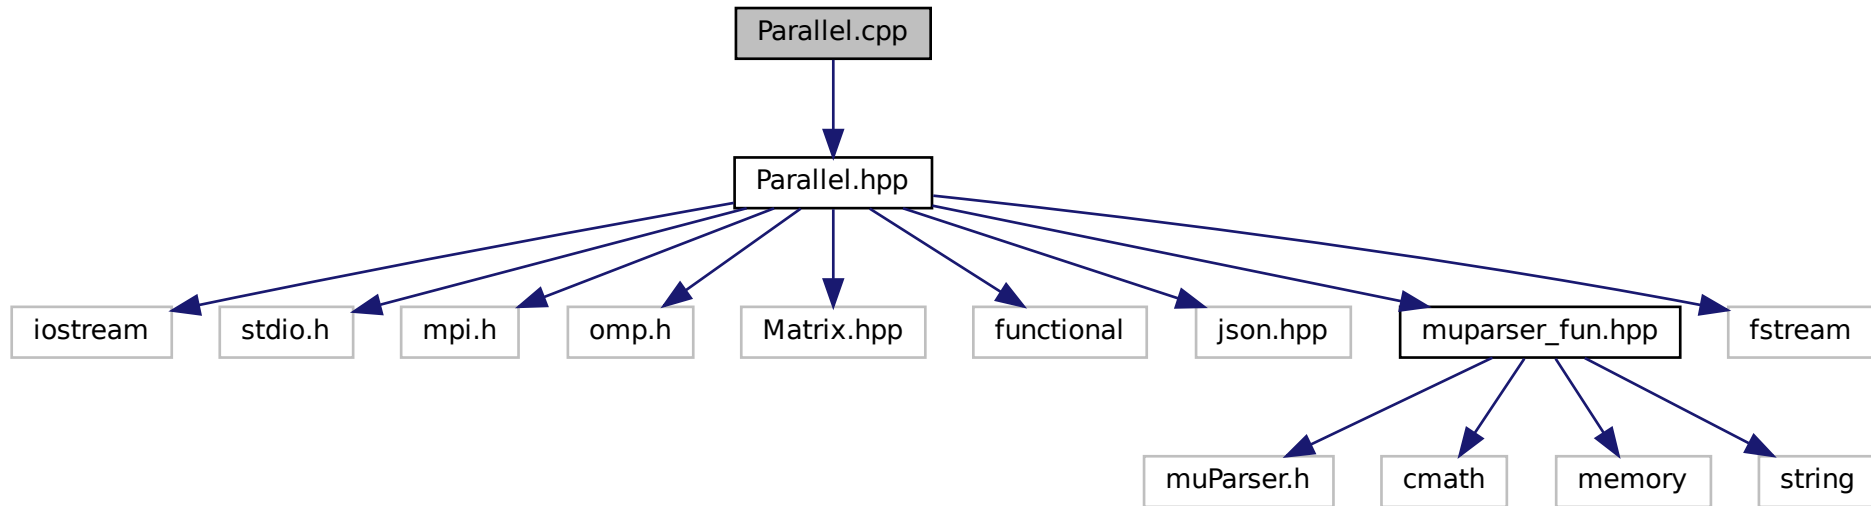 Parallel.cpp
Parallel.hpp
iostream
stdio.h
mpi.h
omp.h
Matrix.hpp
functional
json.hpp
muparser_fun.hpp
fstream
muParser.h
cmath
memory
string